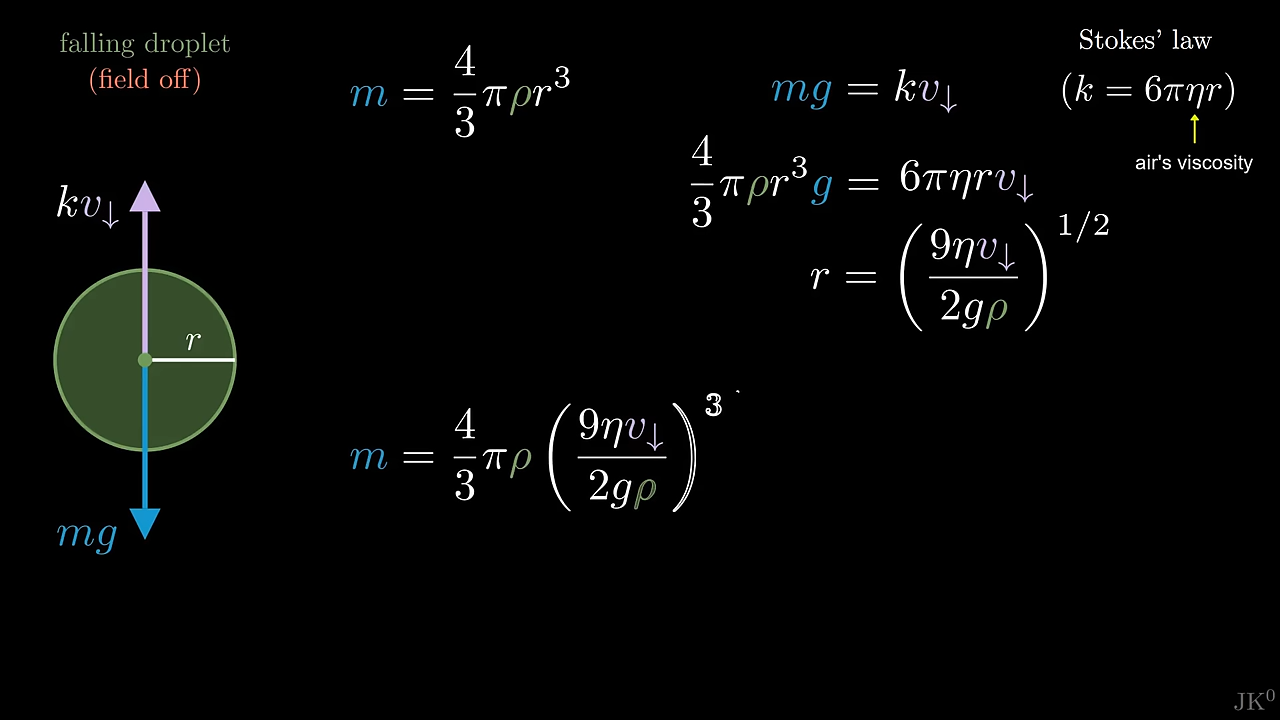 falling droplet
(field off)
kv↓
r
mg
m = 4/3 πρr³
mg = kv↓
Stokes' law
(k = 6πηr)
air's viscosity
4/3 πρr³g = 6πηrv↓
r = (9ηv↓/2gρ)^1/2
m = 4/3 πρ (9ηv↓/2gρ)^3
JK⁰